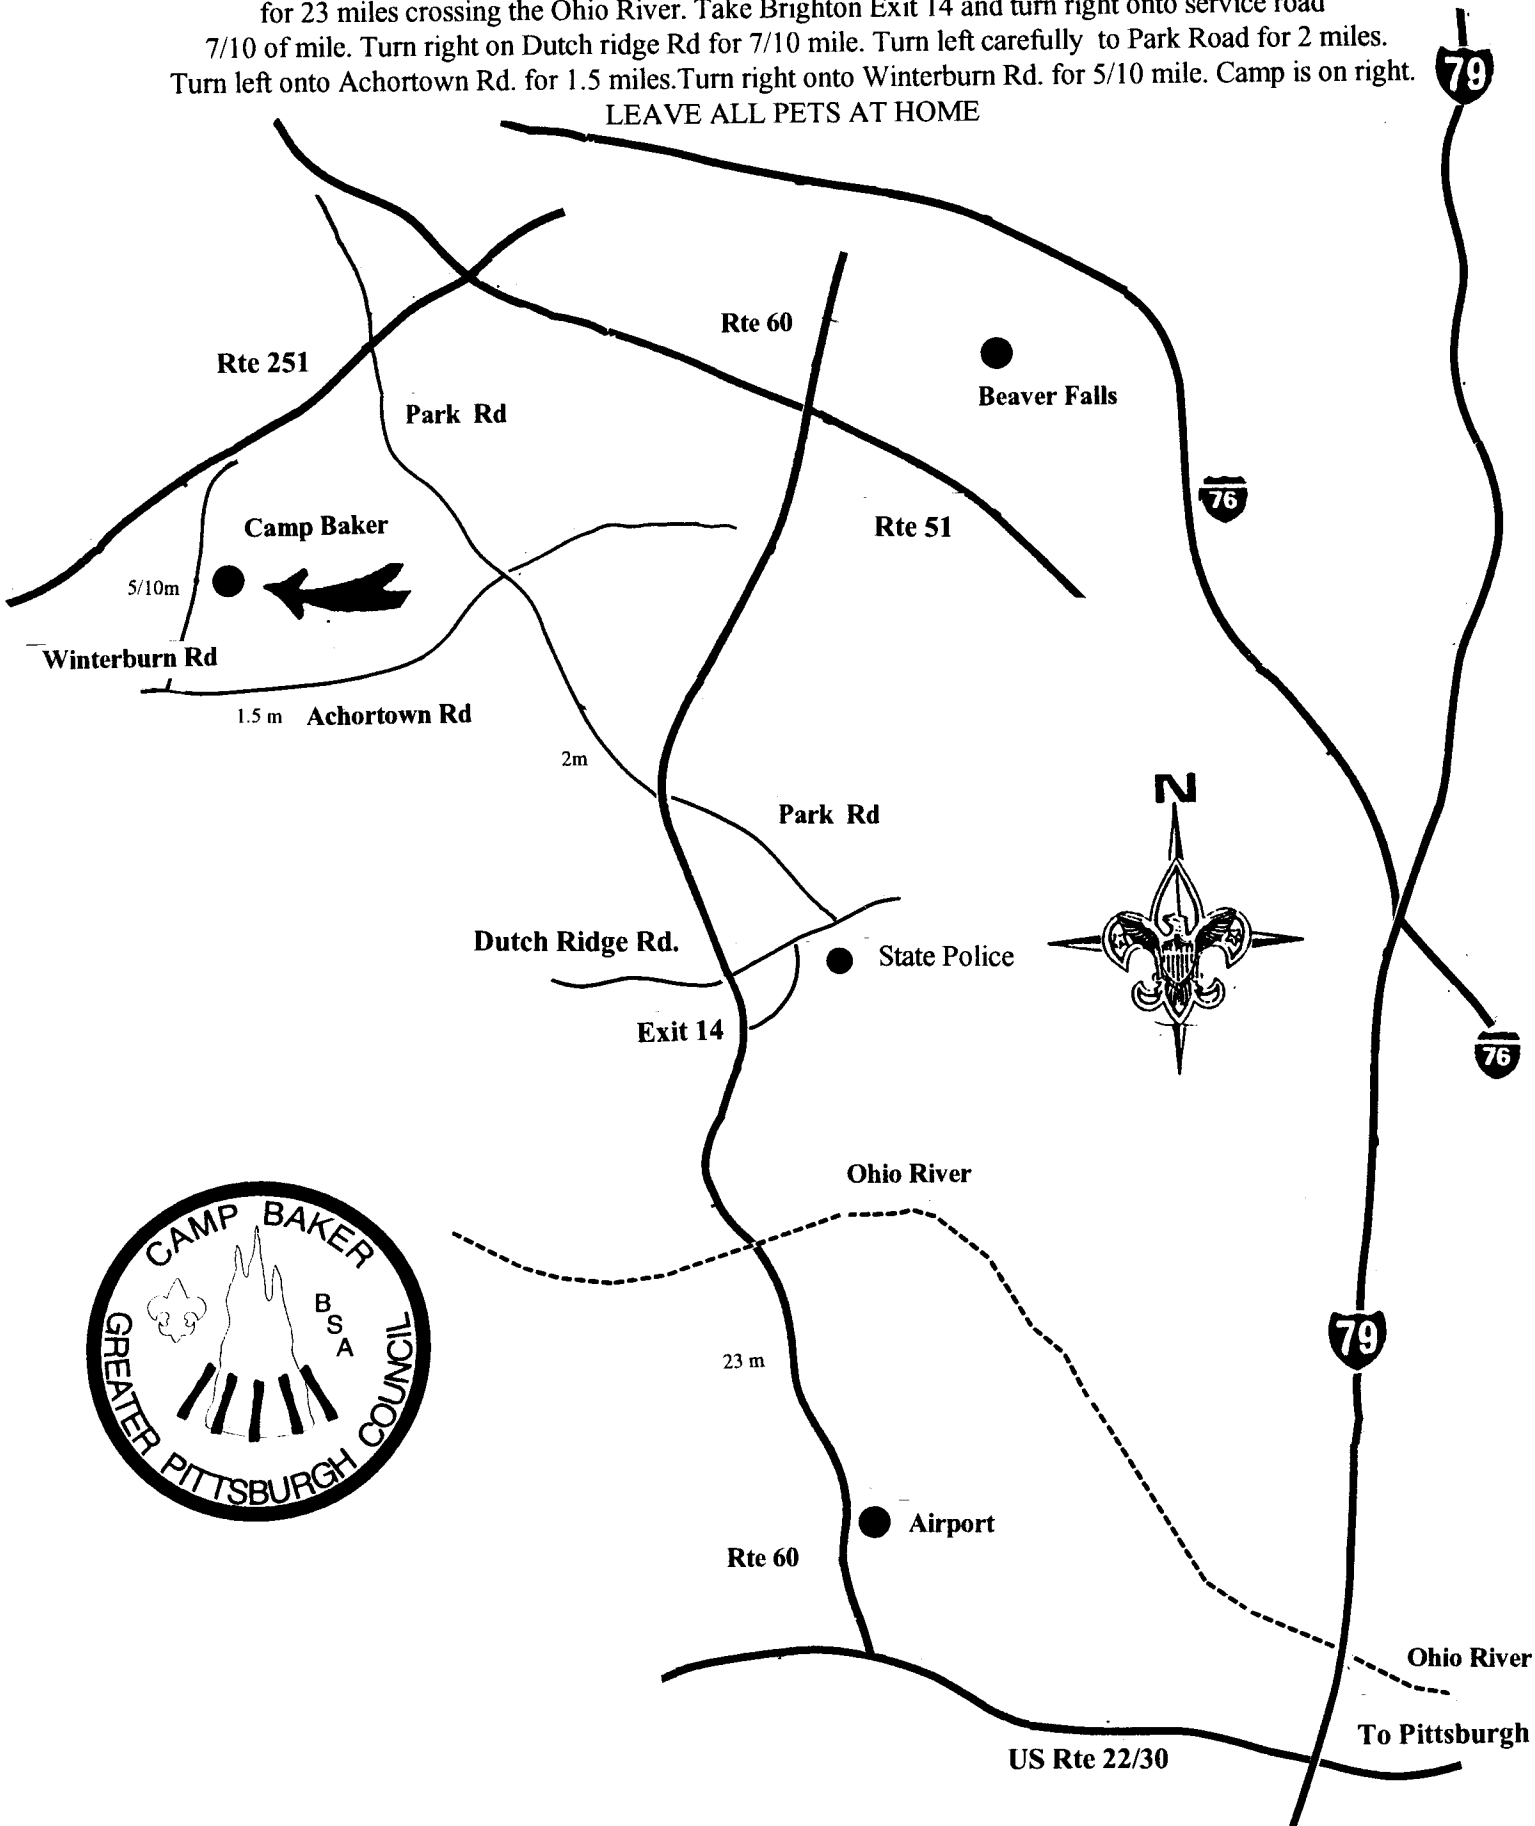 for 23 miles crossing the Ohio River. Take Brighton Exit 14 and turn right onto service road
7/10 of mile. Turn right on Dutch ridge Rd for 7/10 mile. Turn left carefully to Park Road for 2 miles.
Turn left onto Achortown Rd. for 1.5 miles.Turn right onto Winterburn Rd. for 5/10 mile. Camp is on right.
LEAVE ALL PETS AT HOME
79
Rte 60
Rte 251
Beaver Falls
Park Rd
76
Camp Baker
Rte 51
5/10m
Winterburn Rd
1.5 m Achortown Rd
2m
N
Park Rd
Dutch Ridge Rd.
State Police
Exit 14
76
Ohio River
CAMP BAKER
BSA
GREATER PITTSBURGH COUNCIL
79
23 m
Airport
Rte 60
Ohio River
To Pittsburgh
US Rte 22/30